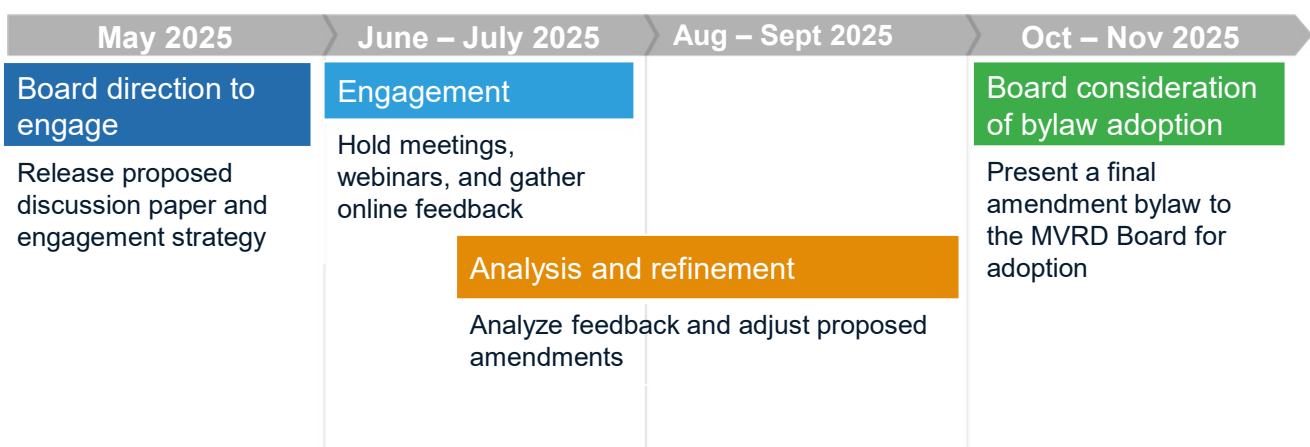 May 2025
June – July 2025
Aug – Sept 2025
Oct – Nov 2025
Board direction to
engage
Release proposed
discussion paper and
engagement strategy
Engagement
Hold meetings,
webinars, and gather
online feedback
Analysis and refinement
Analyze feedback and adjust proposed
amendments
Board consideration
of bylaw adoption
Present a final
amendment bylaw to
the MVRD Board for
adoption